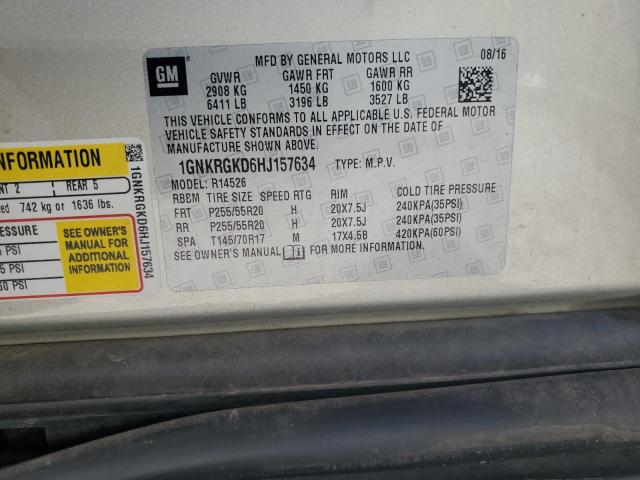 GM
MFD BY GENERAL MOTORS LLC 08/16
GVWR GAWR FRT GAWR RR
2908 KG 1450 KG 1600 KG
6411 LB 3196 LB 3527 LB
THIS VEHICLE CONFORMS TO ALL APPLICABLE U.S. FEDERAL MOTOR
VEHICLE SAFETY STANDARDS IN EFFECT ON THE DATE OF
MANUFACTURE SHOWN ABOVE.
1GNKRGKD6HJ157634 TYPE: M.P.V.
MODEL: R14526
RBBM TIRE SIZE SPEED RTG RIM COLD TIRE PRESSURE
FRT P255/55R20 H 20X7.5J 240KPA(35PSI)
RR P255/55R20 H 20X7.5J 240KPA(35PSI)
SPA T145/70R17 M 17X4.5B 420KPA(60PSI)
SEE OWNER'S MANUAL FOR MORE INFORMATION.
INFORMATION
2 REAR 5
742 kg or 1636 lbs.
PRESSURE
PSI
PSI
PSI
SEE OWNER'S
MANUAL FOR
ADDITIONAL
INFORMATION
1GNKRGKD6HJ157634